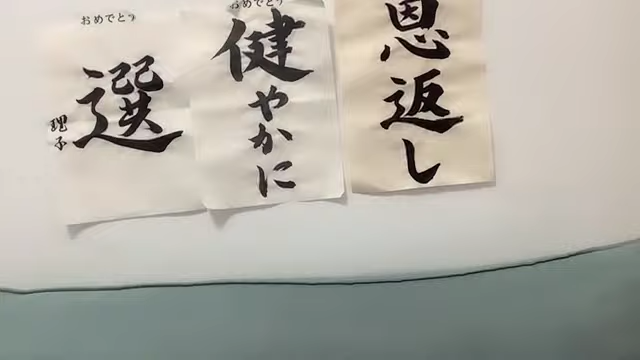 恩返し
おめでとう
健やかに
おめでとう
選
理子